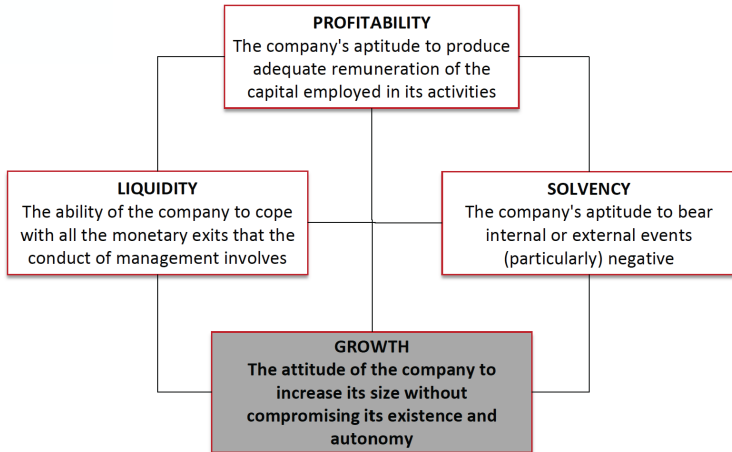 PROFITABILITY
The company's aptitude to produce
adequate remuneration of the
capital employed in its activities
LIQUIDITY
The ability of the company to cope
with all the monetary exits that the
conduct of management involves
SOLVENCY
The company's aptitude to bear
internal or external events
(particularly) negative
GROWTH
The attitude of the company to
increase its size without
compromising its existence and
autonomy